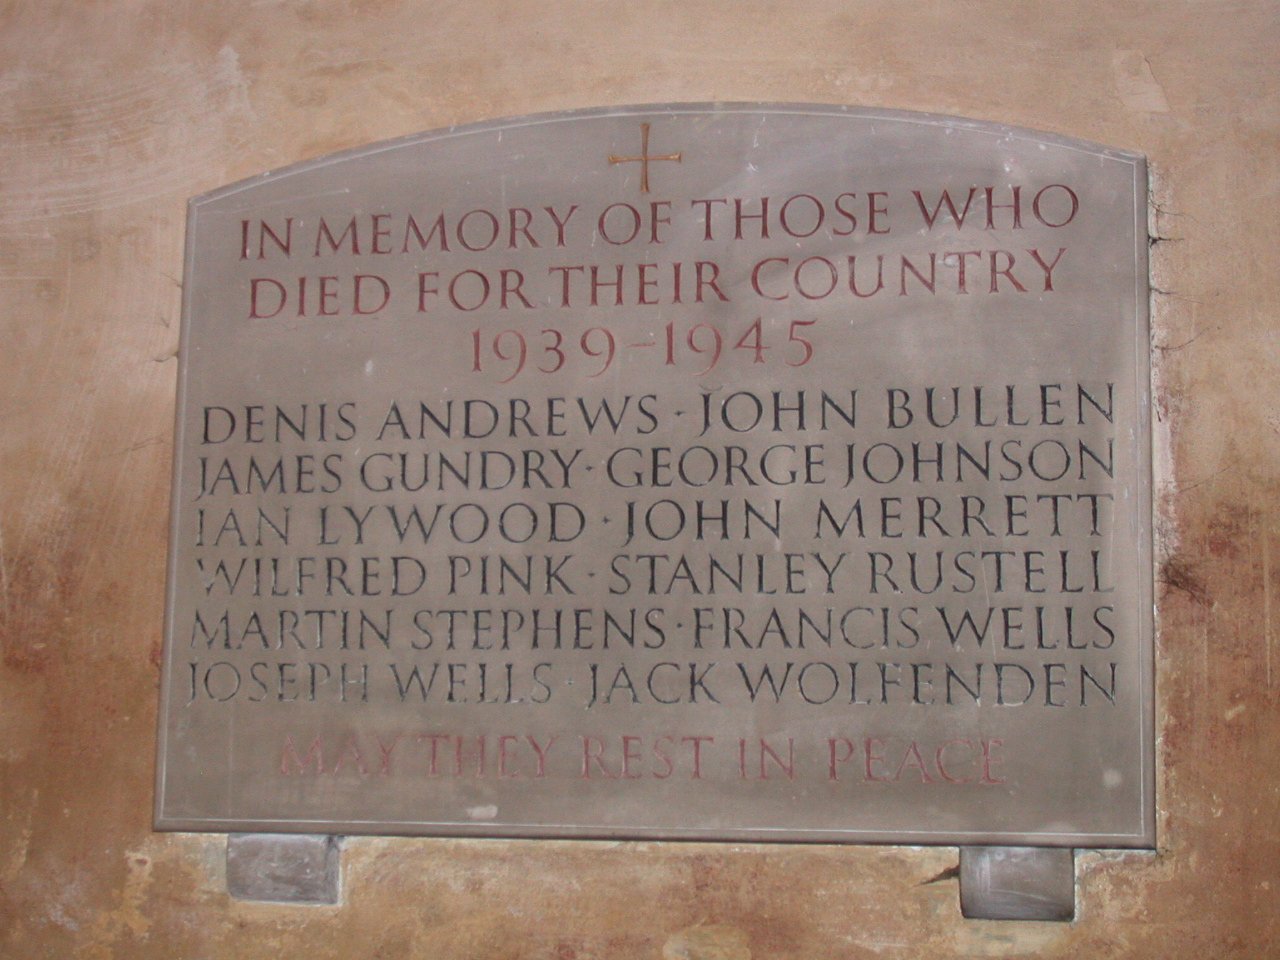 IN MEMORY OF THOSE WHO
DIED FOR THEIR COUNTRY
1939-1945
DENIS ANDREWS · JOHN BULLEN
JAMES GUNDRY · GEORGE JOHNSON
IAN LYWOOD · JOHN MERRETT
WILFRED PINK · STANLEY RUSTELL
MARTIN STEPHENS · FRANCIS WELLS
JOSEPH WELLS · JACK WOLFENDEN
MAY THEY REST IN PEACE